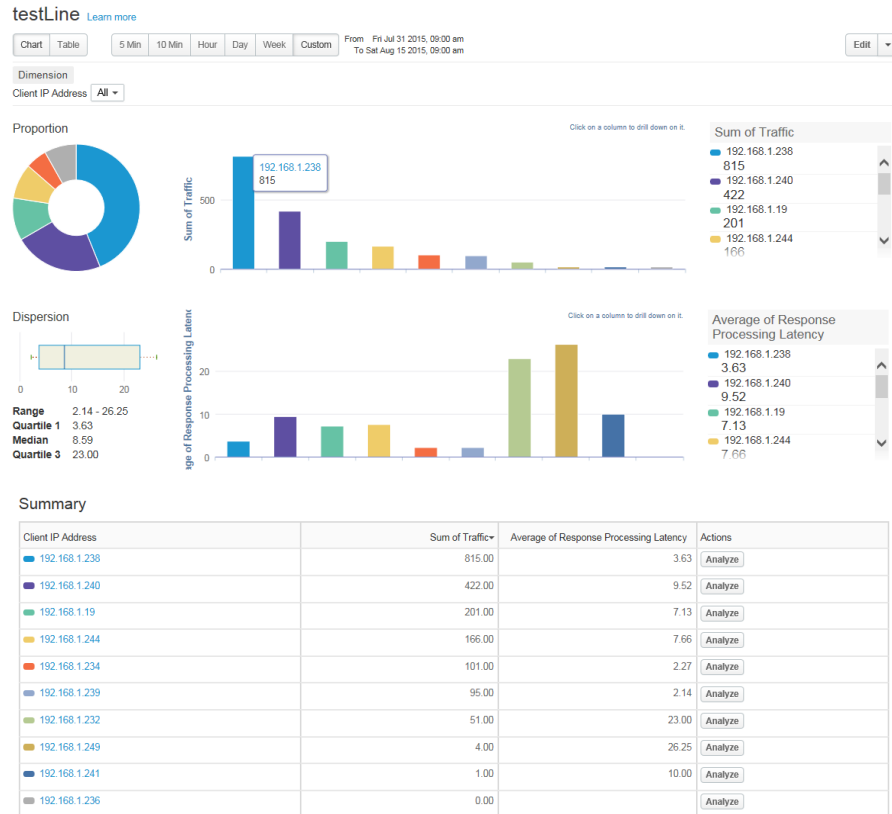 testLine Learn more
Chart Table 5 Min 10 Min Hour Day Week Custom From Fri Jul 31 2015, 09:00 am
To Sat Aug 15 2015, 09:00 am
Edit
Dimension
Client IP Address All
Proportion
Click on a column to drill down on it.
Sum of Traffic
500
0
192.168.1.238
815
Sum of Traffic
192.168.1.238
815
192.168.1.240
422
192.168.1.19
201
192.168.1.244
166
Dispersion
0 10 20
Range 2.14 - 26.25
Quartile 1 3.63
Median 8.59
Quartile 3 23.00
Click on a column to drill down on it.
ge of Response Processing Laten
20
10
0
Average of Response
Processing Latency
192.168.1.238
3.63
192.168.1.240
9.52
192.168.1.19
7.13
192.168.1.244
7.66
Summary
Client IP Address Sum of Traffic Average of Response Processing Latency Actions
192.168.1.238 815.00 3.63 Analyze
192.168.1.240 422.00 9.52 Analyze
192.168.1.19 201.00 7.13 Analyze
192.168.1.244 166.00 7.66 Analyze
192.168.1.234 101.00 2.27 Analyze
192.168.1.239 95.00 2.14 Analyze
192.168.1.232 51.00 23.00 Analyze
192.168.1.249 4.00 26.25 Analyze
192.168.1.241 1.00 10.00 Analyze
192.168.1.236 0.00 Analyze